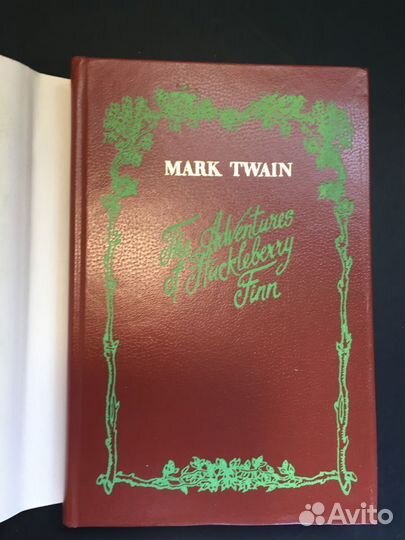 MARK TWAIN
The Adventures
of Huckleberry
Finn
Avito